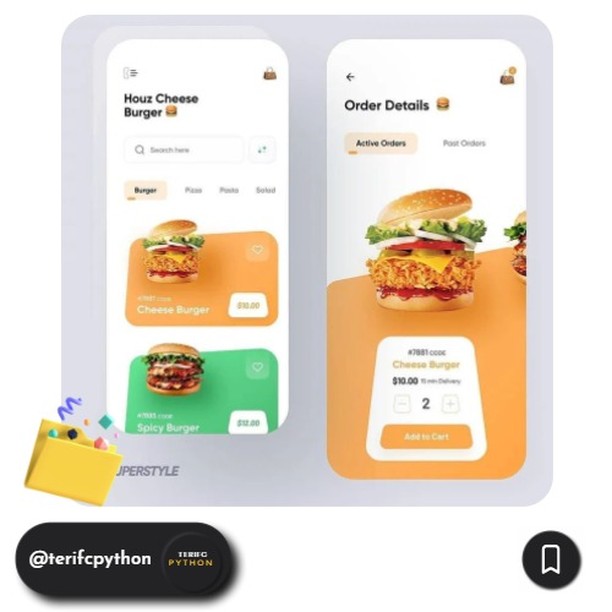 Houz Cheese
Burger 🍔
Search here
Burger Pizza Pasta Salad
#7881 CODE
Cheese Burger
$10.00
#7885 CODE
Spicy Burger
$12.00
Order Details 🍔
Active Orders Past Orders
#7881 CODE
Cheese Burger
$10.00 15 min Delivery
2
Add to Cart
UPERSTYLE
@terifcpython
TERIFC
PYTHON